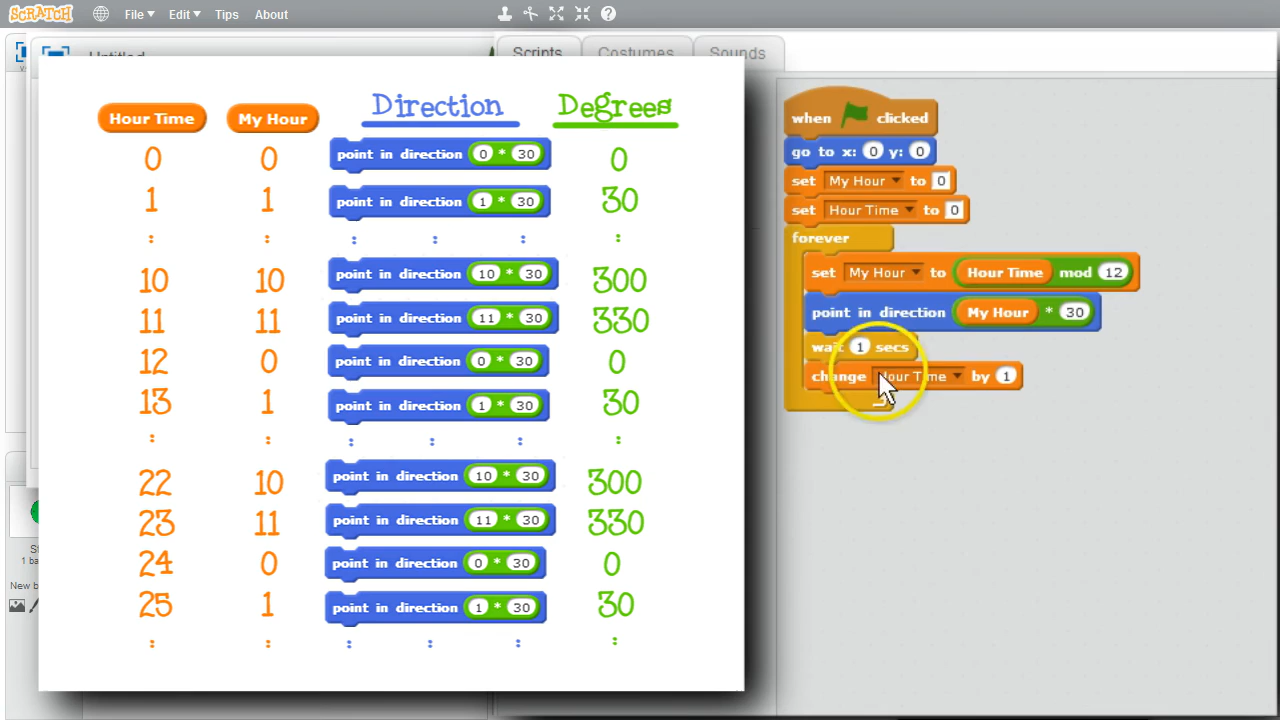 SCRATCH File Edit Tips About
Untitled
Scripts Costumes Sounds
Hour Time My Hour Direction Degrees
0 0 point in direction 0 * 30 0
1 1 point in direction 1 * 30 30
: : : : : :
10 10 point in direction 10 * 30 300
11 11 point in direction 11 * 30 330
12 0 point in direction 0 * 30 0
13 1 point in direction 1 * 30 30
: : : : : :
22 10 point in direction 10 * 30 300
23 11 point in direction 11 * 30 330
24 0 point in direction 0 * 30 0
25 1 point in direction 1 * 30 30
: : : : : :
when clicked
go to x: 0 y: 0
set My Hour to 0
set Hour Time to 0
forever
set My Hour to Hour Time mod 12
point in direction My Hour * 30
wait 1 secs
change Hour Time by 1
New b